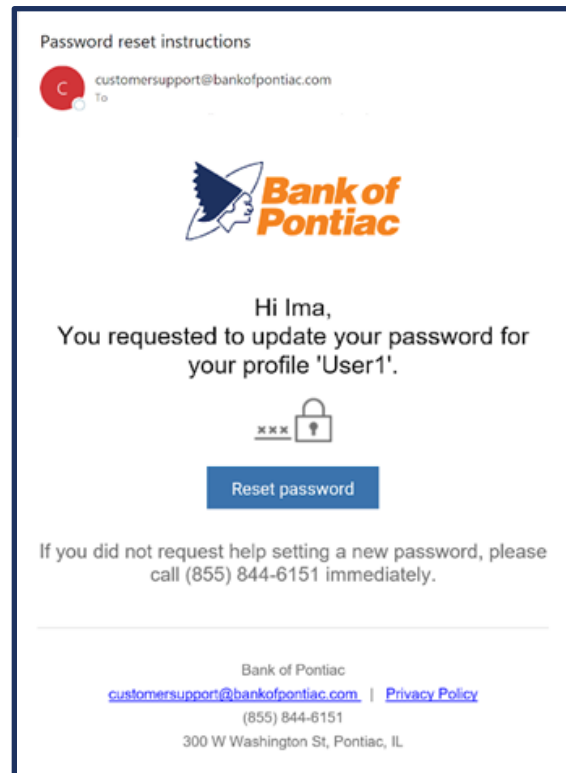 Password reset instructions
C
customersupport@bankofpontiac.com
To
Bank of
Pontiac
Hi Ima,
You requested to update your password for
your profile 'User1'.
xxx
Reset password
If you did not request help setting a new password, please
call (855) 844-6151 immediately.
Bank of Pontiac
customersupport@bankofpontiac.com | Privacy Policy
(855) 844-6151
300 W Washington St, Pontiac, IL